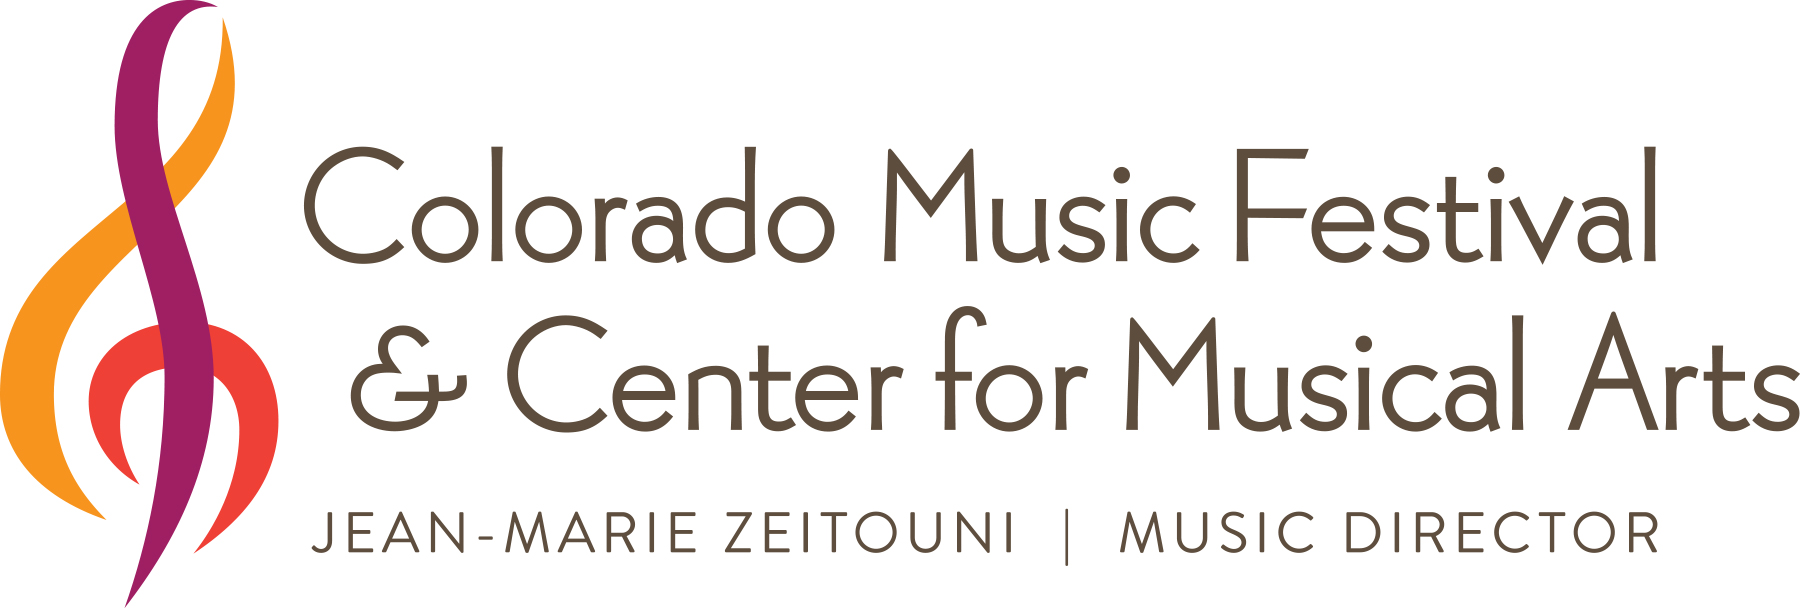 Colorado Music Festival
& Center for Musical Arts
JEAN-MARIE ZEITOUNI | MUSIC DIRECTOR